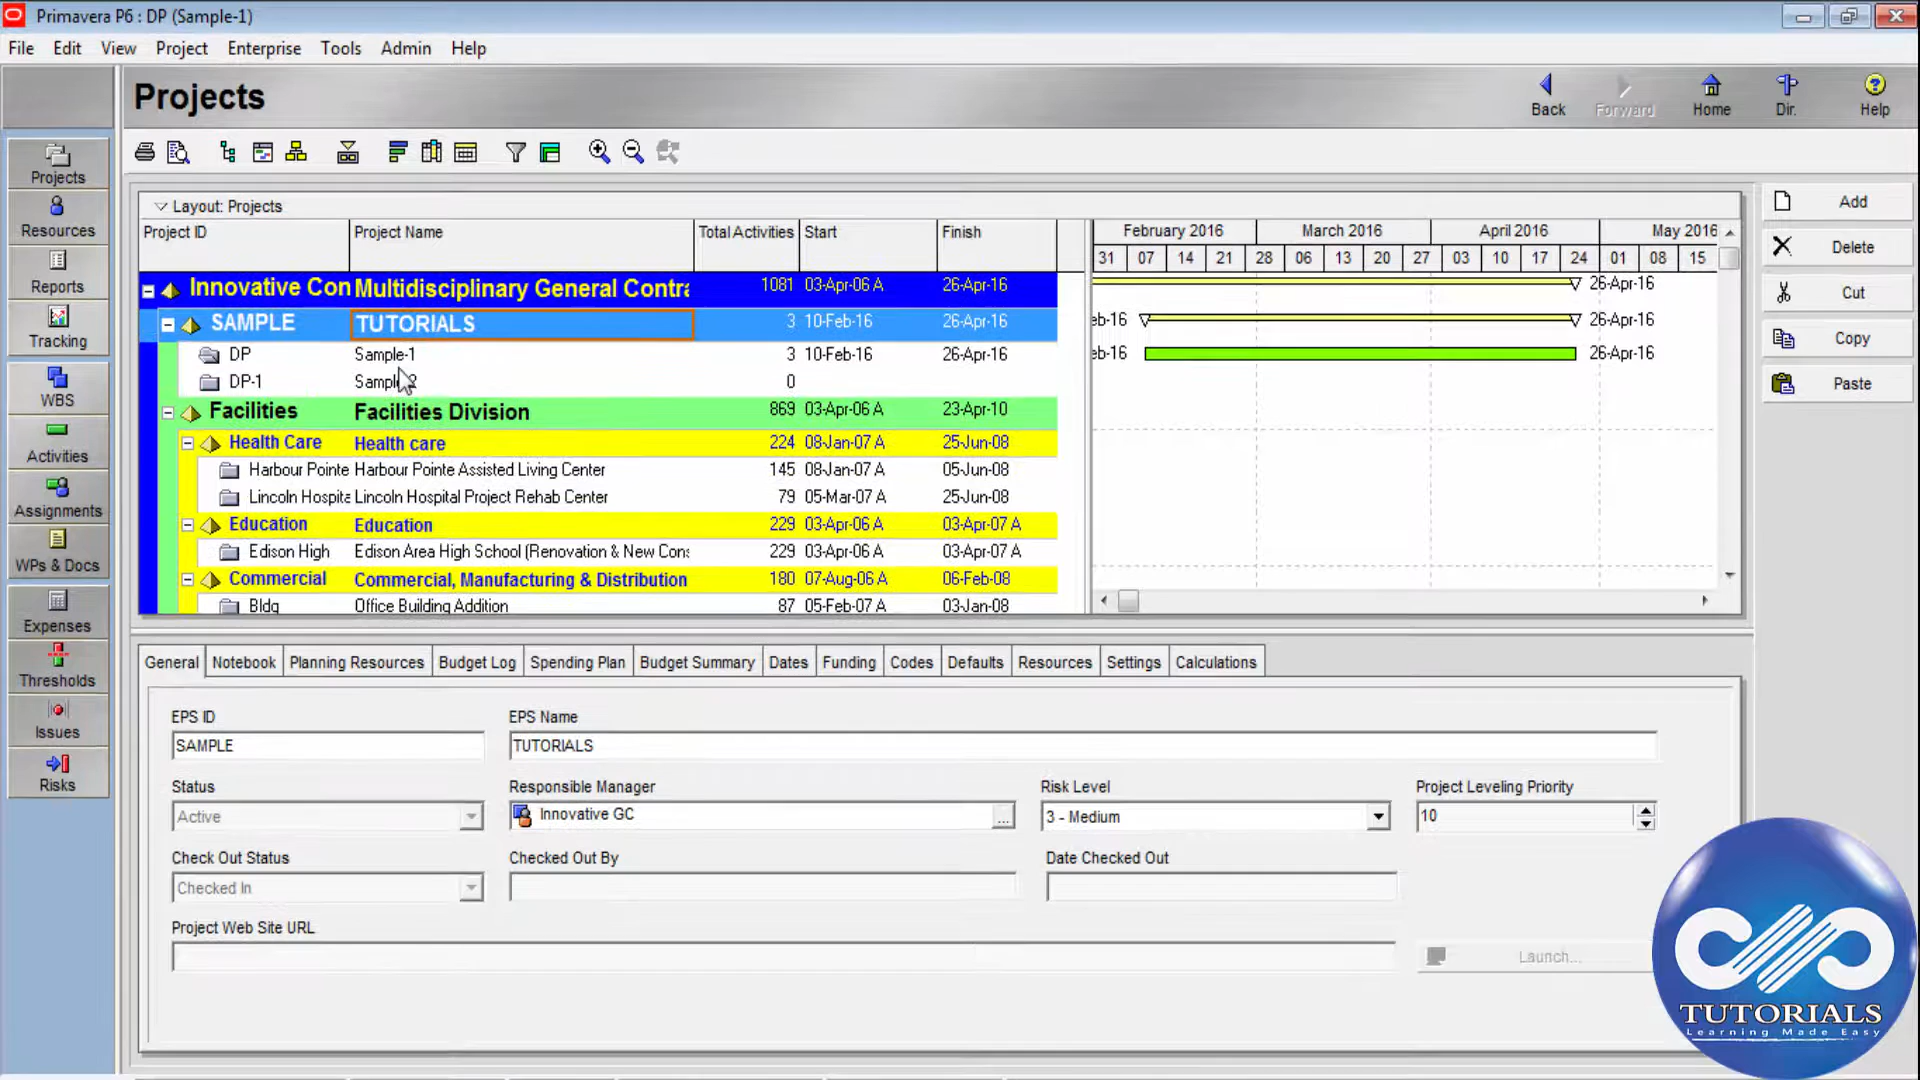 Primavera P6 : DP (Sample-1)
File Edit View Project Enterprise Tools Admin Help
Projects
Back Forward Home Dir. Help
Projects
Resources
Reports
Tracking
WBS
Activities
Assignments
WPs & Docs
Expenses
Thresholds
Issues
Risks
Layout: Projects
Project ID Project Name Total Activities Start Finish
Innovative Con Multidisciplinary General Contra 1081 03-Apr-06 A 26-Apr-16
SAMPLE TUTORIALS 3 10-Feb-16 26-Apr-16
DP Sample-1 3 10-Feb-16 26-Apr-16
DP-1 Sample-2 0
Facilities Facilities Division 869 03-Apr-06 A 23-Apr-10
Health Care Health care 224 08-Jan-07 A 25-Jun-08
Harbour Pointe Harbour Pointe Assisted Living Center 145 08-Jan-07 A 05-Jun-08
Lincoln Hospita Lincoln Hospital Project Rehab Center 79 05-Mar-07 A 25-Jun-08
Education Education 229 03-Apr-06 A 03-Apr-07 A
Edison High Edison Area High School (Renovation & New Cons 229 03-Apr-06 A 03-Apr-07 A
Commercial Commercial, Manufacturing & Distribution 180 07-Aug-06 A 06-Feb-08
Bldg Office Building Addition 87 05-Feb-07 A 03-Jan-08
February 2016 March 2016 April 2016 May 2016
31 07 14 21 28 06 13 20 27 03 10 17 24 01 08 15
26-Apr-16
eb-16 26-Apr-16
eb-16 26-Apr-16
Add
Delete
Cut
Copy
Paste
General Notebook Planning Resources Budget Log Spending Plan Budget Summary Dates Funding Codes Defaults Resources Settings Calculations
EPS ID EPS Name
SAMPLE TUTORIALS
Status Responsible Manager Risk Level Project Leveling Priority
Active Innovative GC ... 3 - Medium 10
Check Out Status Checked Out By Date Checked Out
Checked In
Project Web Site URL
Launch...
TUTORIALS
Learning Made Easy